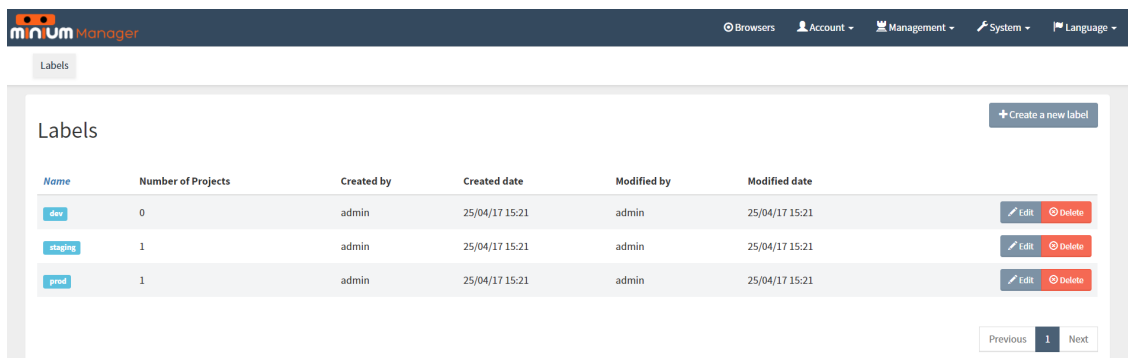 minium Manager Browsers Account Management System Language
Labels
Create a new label
Labels
Name Number of Projects Created by Created date Modified by Modified date
dev 0 admin 25/04/17 15:21 admin 25/04/17 15:21 Edit Delete
staging 1 admin 25/04/17 15:21 admin 25/04/17 15:21 Edit Delete
prod 1 admin 25/04/17 15:21 admin 25/04/17 15:21 Edit Delete
Previous 1 Next